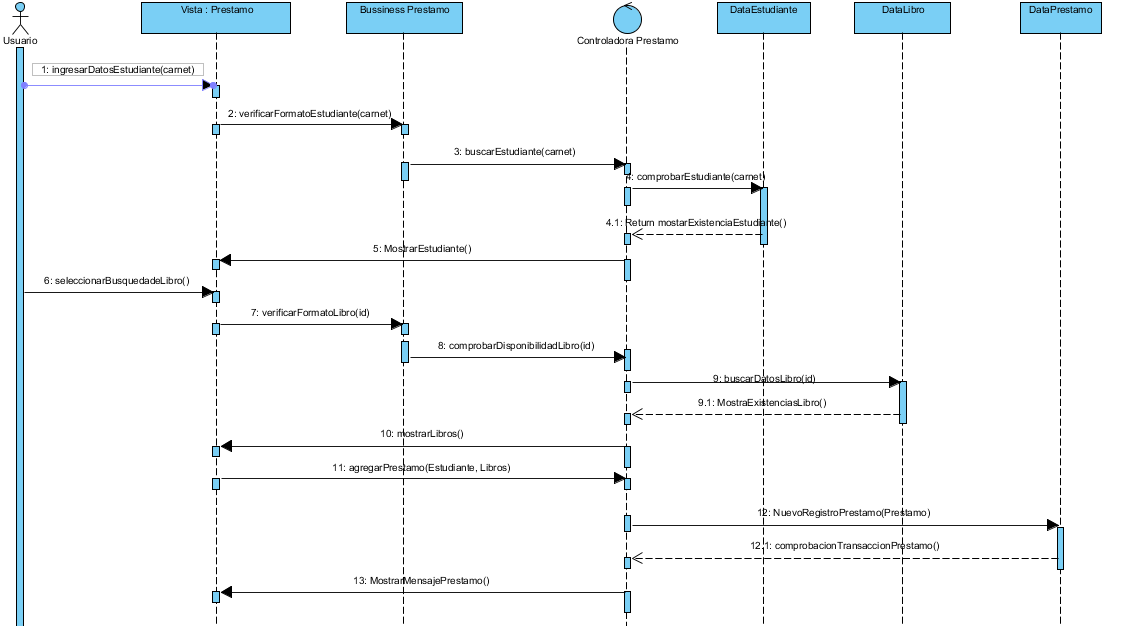 Vista : Prestamo
Bussiness Prestamo
DataEstudiante
DataLibro
DataPrestamo
Usuario
Controladora Prestamo
1: ingresarDatosEstudiante(carnet)
2: verificarFormatoEstudiante(carnet)
3: buscarEstudiante(carnet)
4: comprobarEstudiante(carnet)
4.1: Return mostarExistenciaEstudiante()
5: MostrarEstudiante()
6: seleccionarBusquedadeLibro()
7: verificarFormatoLibro(id)
8: comprobarDisponibilidadLibro(id)
9: buscarDatosLibro(id)
9.1: MostraExistenciasLibro()
10: mostrarLibros()
11: agregarPrestamo(Estudiante, Libros)
12: NuevoRegistroPrestamo(Prestamo)
12.1: comprobacionTransaccionPrestamo()
13: MostrarMensajePrestamo()